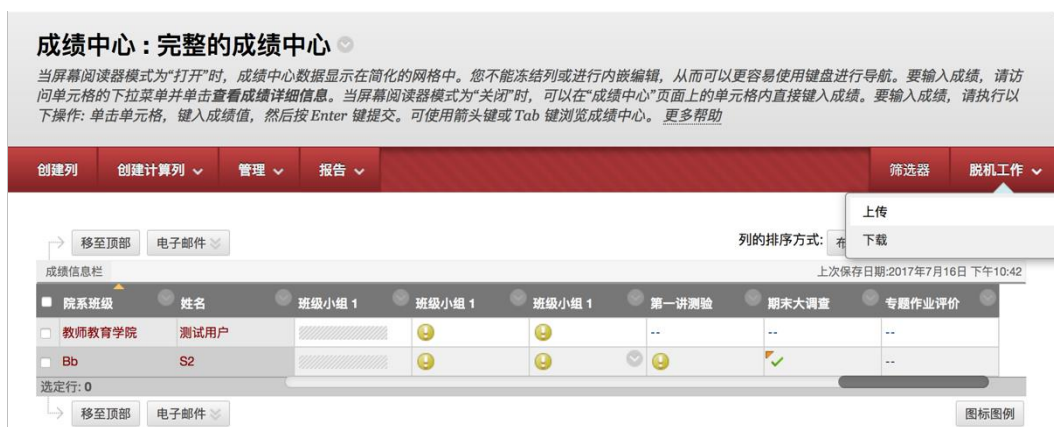 成绩中心 : 完整的成绩中心
当屏幕阅读器模式为“打开”时，成绩中心数据显示在简化的网格中。您不能冻结列或进行内嵌编辑，从而可以更容易使用键盘进行导航。要输入成绩，请访
问单元格的下拉菜单并单击查看成绩详细信息。当屏幕阅读器模式为“关闭”时，可以在“成绩中心”页面上的单元格内直接键入成绩。要输入成绩，请执行以
下操作: 单击单元格，键入成绩值，然后按 Enter 键提交。可使用箭头键或 Tab 键浏览成绩中心。 更多帮助
创建列 创建计算列 管理 报告 筛选器 脱机工作
上传
下载
移至顶部 电子邮件 列的排序方式: 布
成绩信息栏 上次保存日期:2017年7月16日 下午10:42
院系班级 姓名 班级小组 1 班级小组 1 班级小组 1 第一讲测验 期末大调查 专题作业评价
教师教育学院 测试用户 -- -- --
Bb S2 --
选定行: 0
移至顶部 电子邮件 图标图例